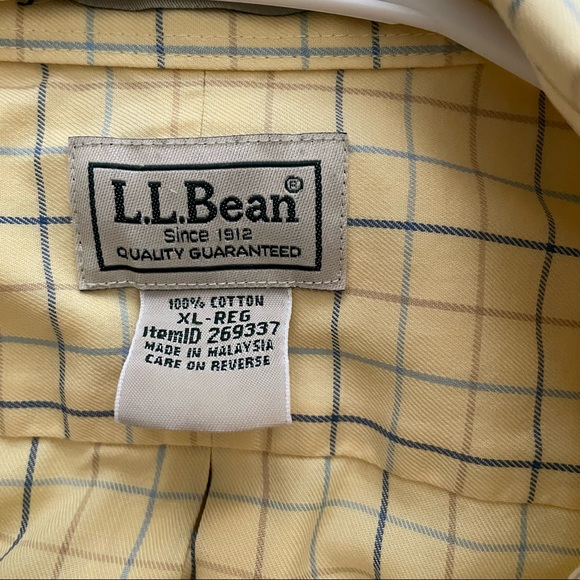 L.L.Bean®
Since 1912
QUALITY GUARANTEED
100% COTTON
XL-REG
ItemID 269337
MADE IN MALAYSIA
CARE ON REVERSE